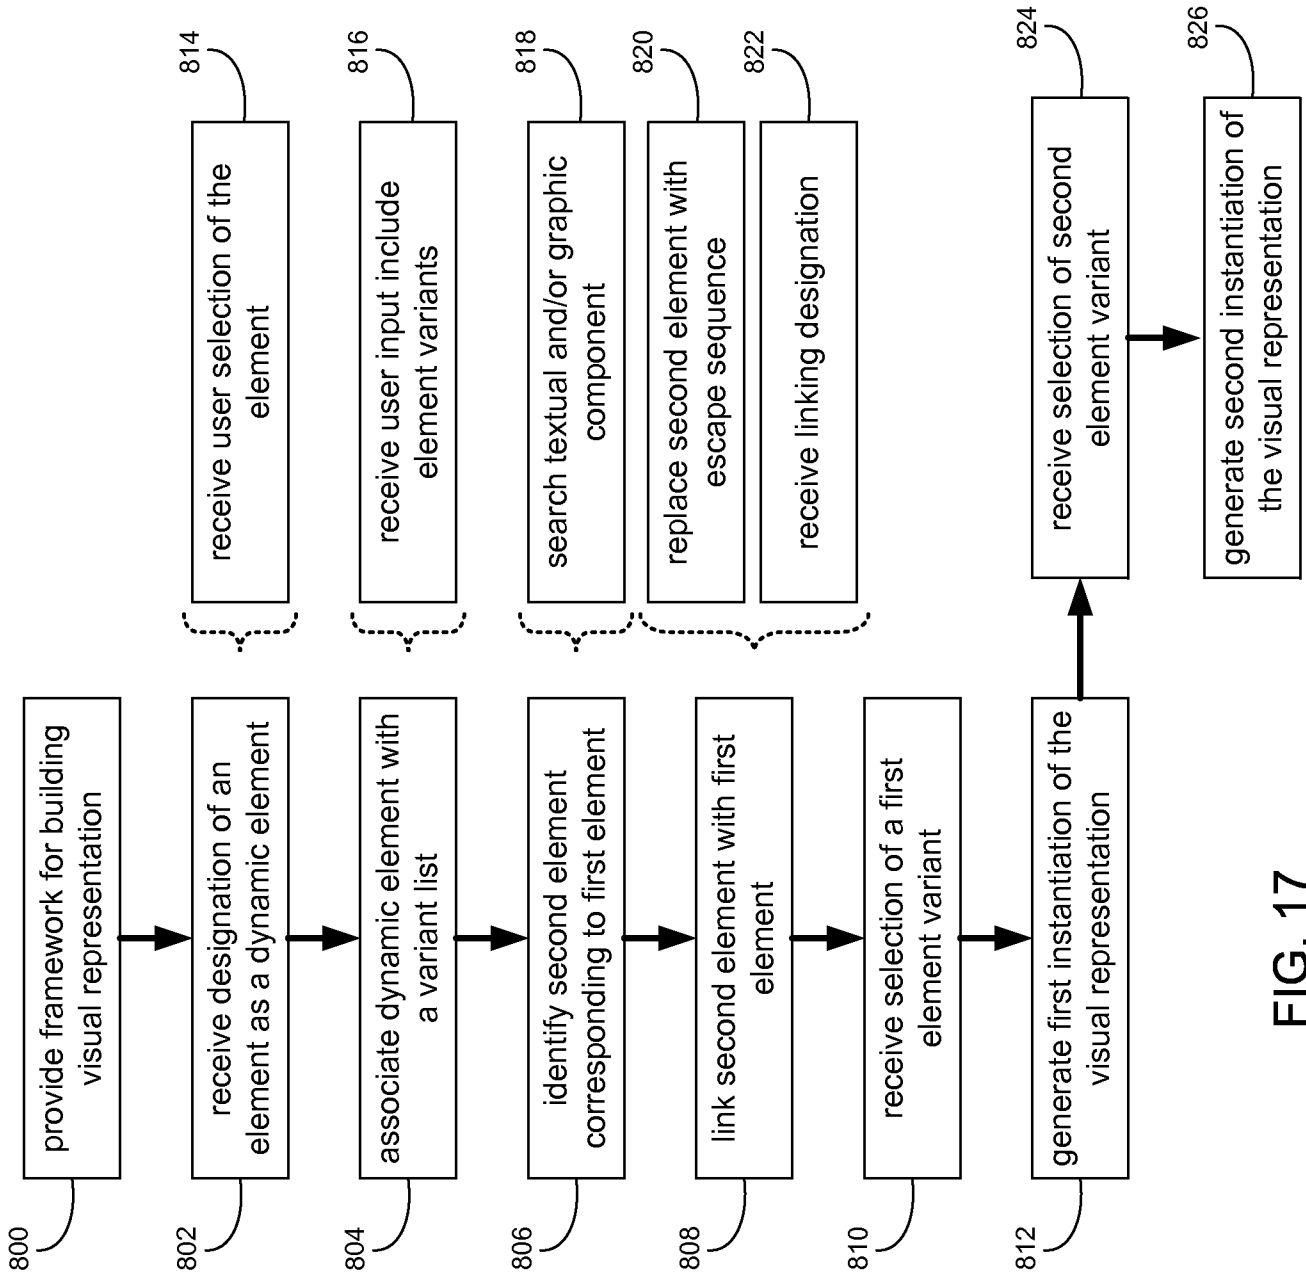 800
provide framework for building
visual representation
802
receive designation of an
element as a dynamic element
receive user selection of the
element
814
804
associate dynamic element with
a variant list
receive user input include
element variants
816
806
identify second element
corresponding to first element
search textual and/or graphic
component
818
808
link second element with first
element
replace second element with
escape sequence
820
receive linking designation
822
810
receive selection of a first
element variant
812
generate first instantiation of the
visual representation
receive selection of second
element variant
824
generate second instantiation of
the visual representation
826
FIG. 17